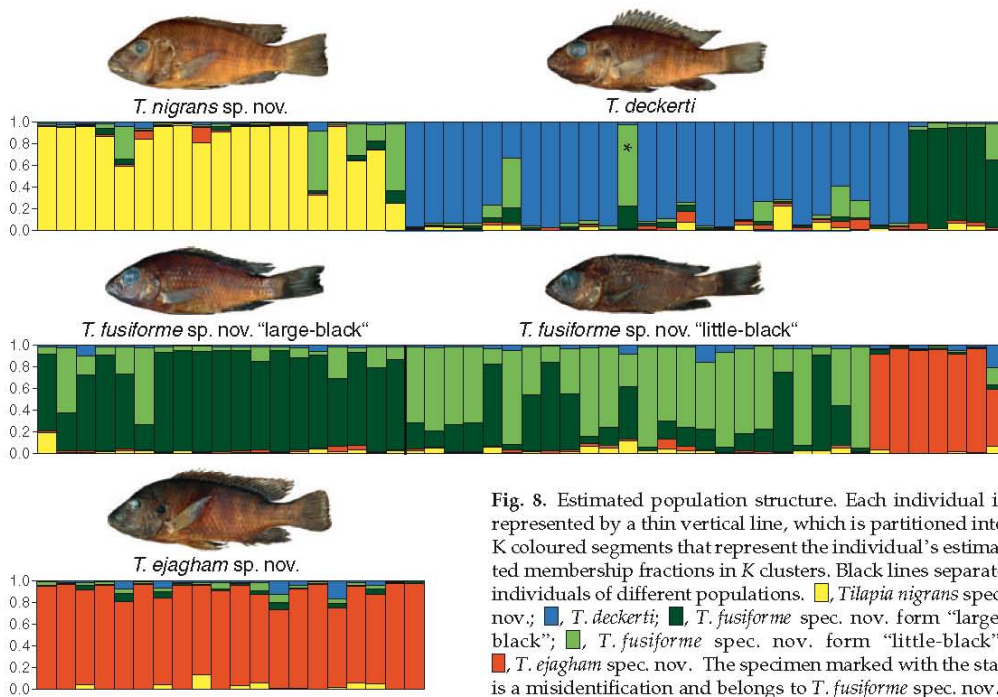 T. nigrans sp. nov.
T. deckerti
1.0
0.8
0.6
0.4
0.2
0.0
*
T. fusiforme sp. nov. “large-black“
T. fusiforme sp. nov. “little-black“
1.0
0.8
0.6
0.4
0.2
0.0
T. ejagham sp. nov.
1.0
0.8
0.6
0.4
0.2
0.0
Fig. 8. Estimated population structure. Each individual i
represented by a thin vertical line, which is partitioned inte
K coloured segments that represent the individual's estima
ted membership fractions in K clusters. Black lines separat
individuals of different populations. , Tilapia nigrans spec
nov.; , T. deckerti; , T. fusiforme spec. nov. form “large
black”; , T. fusiforme spec. nov. form “little-black”
, T. ejagham spec. nov. The specimen marked with the sta
is a misidentification and belongs to T. fusiforme spec. nov.